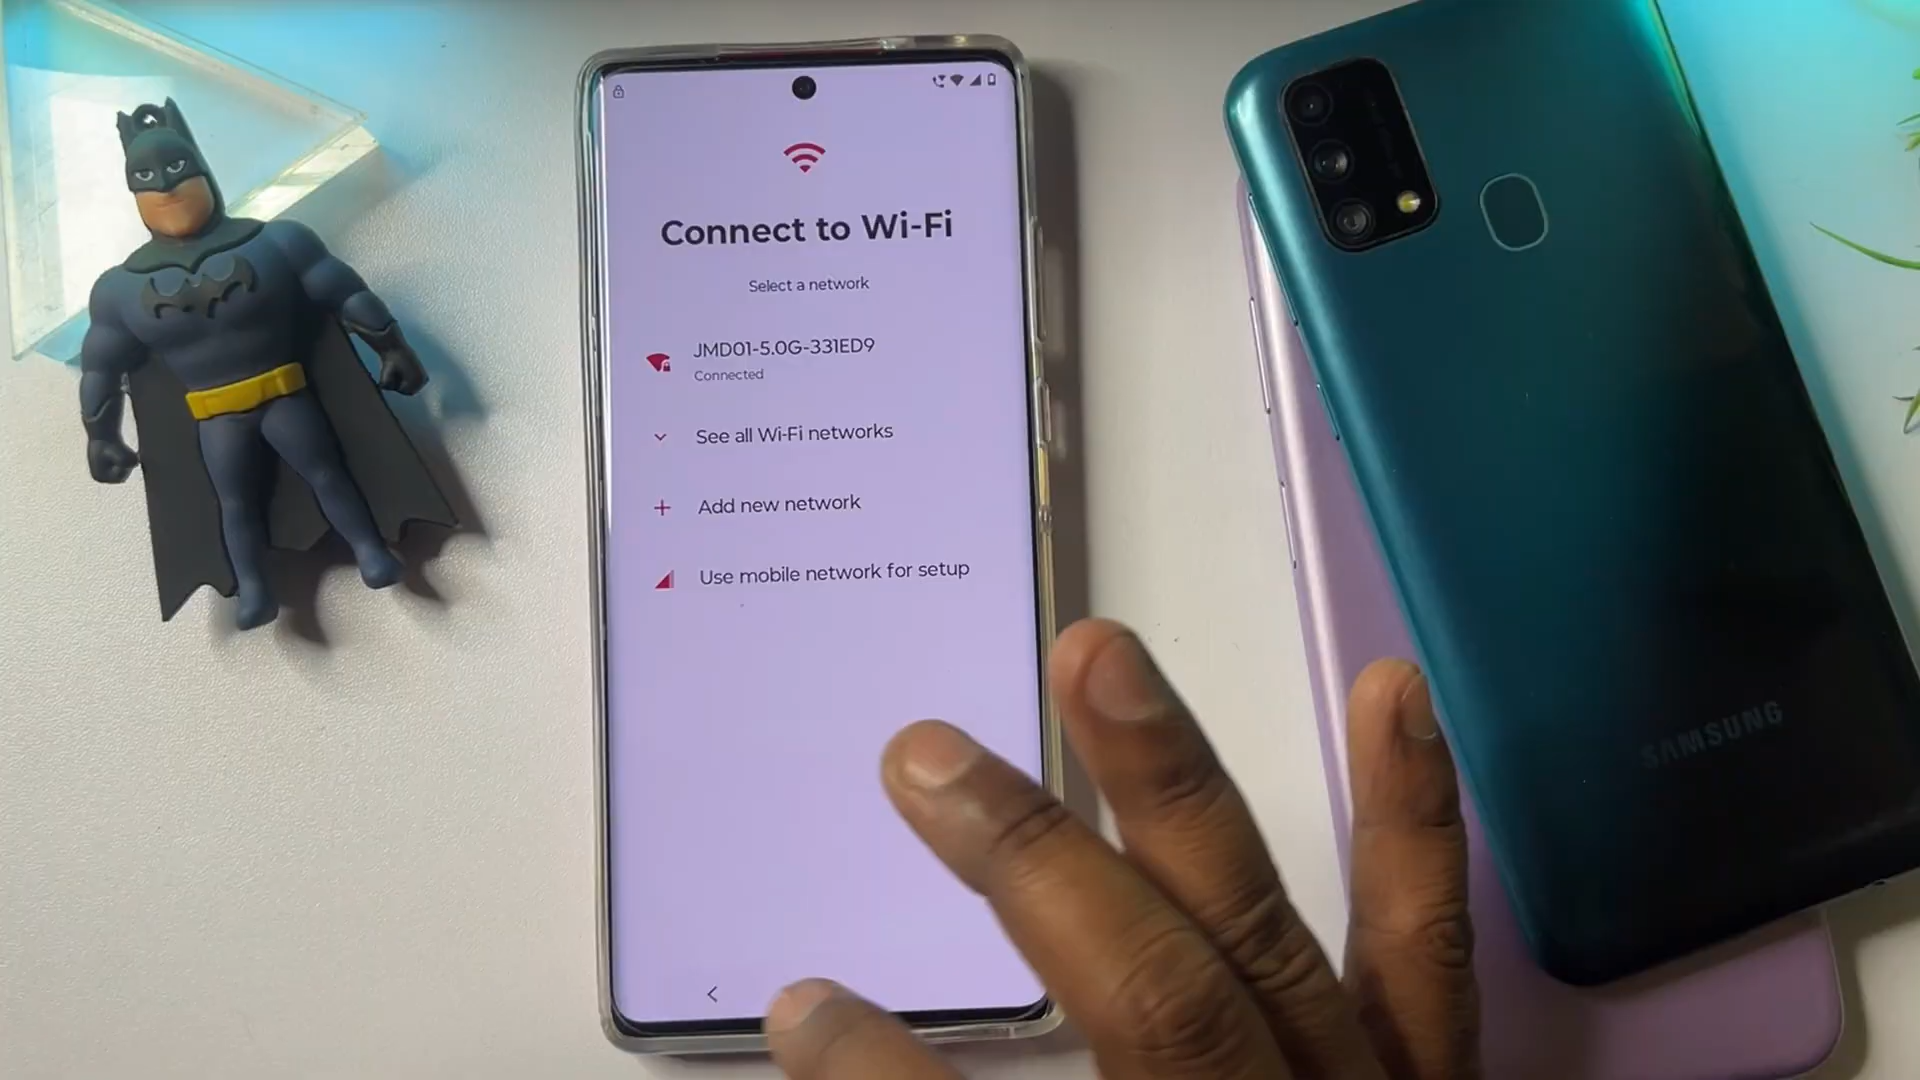 Connect to Wi-Fi
Select a network
JMD01-5.0G-331ED9
Connected
See all Wi-Fi networks
Add new network
Use mobile network for setup
SAMSUNG